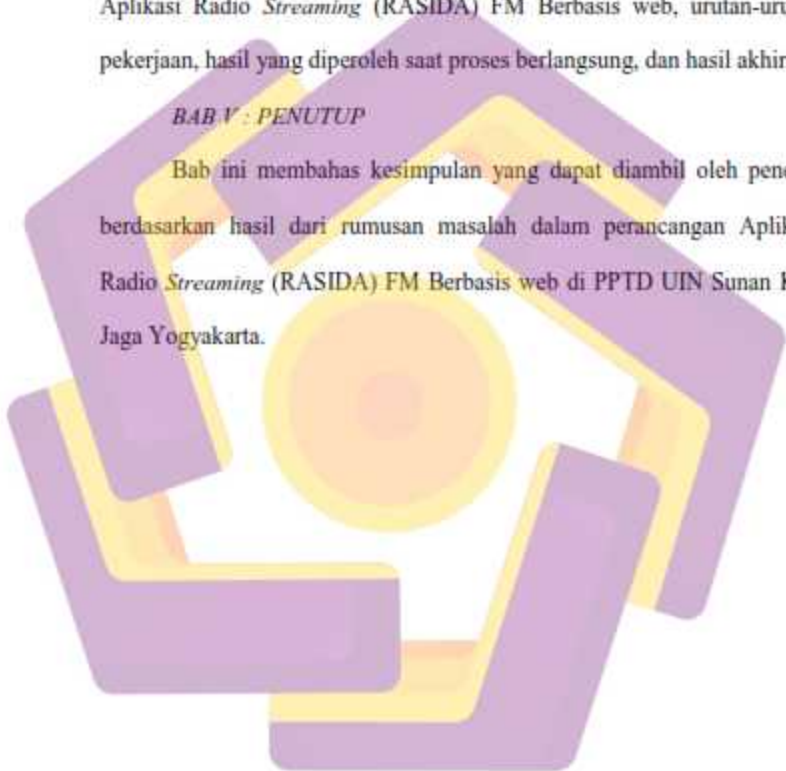 Aplikasi Radio Streaming (RASIDA) FM Berbasis web, urutan-uru
pekerjaan, hasil yang diperoleh saat proses berlangsung, dan hasil akhir
BAB V : PENUTUP
Bab ini membahas kesimpulan yang dapat diambil oleh pene
berdasarkan hasil dari rumusan masalah dalam perancangan Aplik
Radio Streaming (RASIDA) FM Berbasis web di PPTD UIN Sunan K
Jaga Yogyakarta.